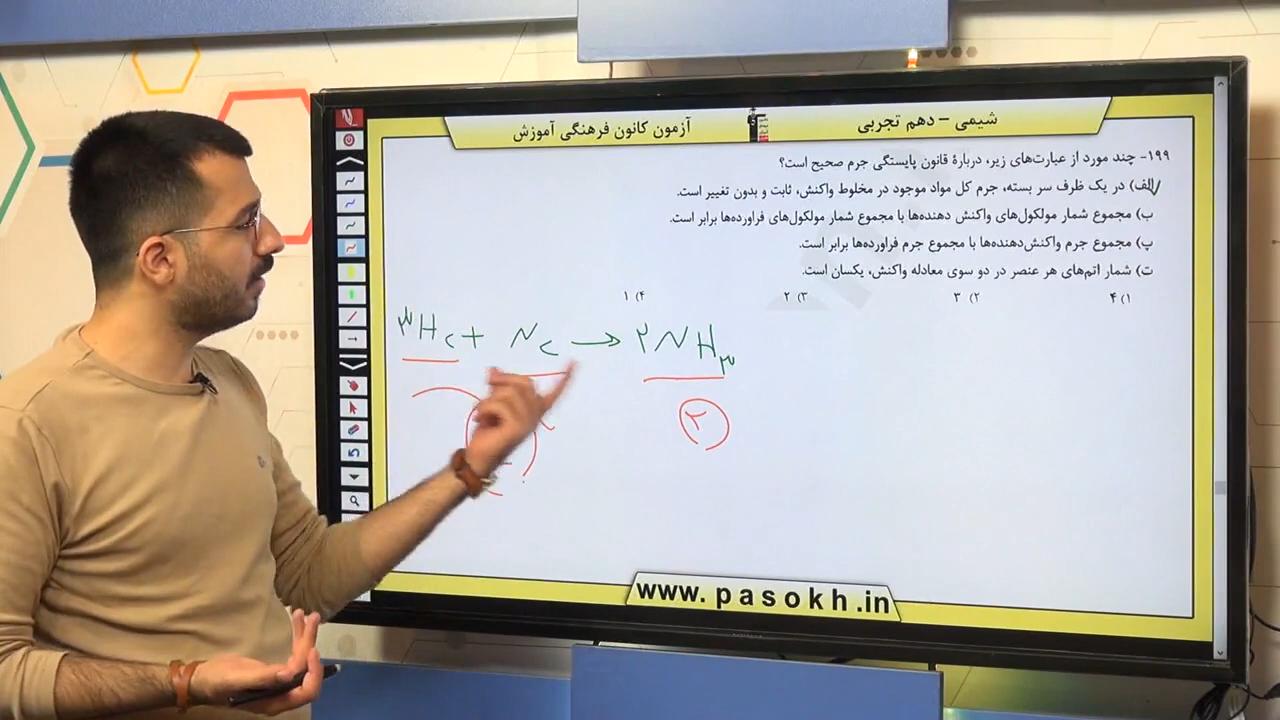 شیمی – دهم تجربی
آزمون کانون فرهنگی آموزش
۱۹۹- چند مورد از عبارت‌های زیر، دربارهٔ قانون پایستگی جرم صحیح است؟
الف) در یک ظرف سر بسته، جرم کل مواد موجود در مخلوط واکنش، ثابت و بدون تغییر است.
ب) مجموع شمار مولکول‌های واکنش دهنده‌ها با مجموع شمار مولکول‌های فراورده‌ها برابر است.
پ) مجموع جرم واکنش‌دهنده‌ها با مجموع جرم فراورده‌ها برابر است.
ت) شمار اتم‌های هر عنصر در دو سوی معادله واکنش، یکسان است.
۱) ۴ ۲) ۳ ۳) ۲ ۴) ۱
۳H۲ + N۲ → ۲NH۳
۲
www.pasokh.in